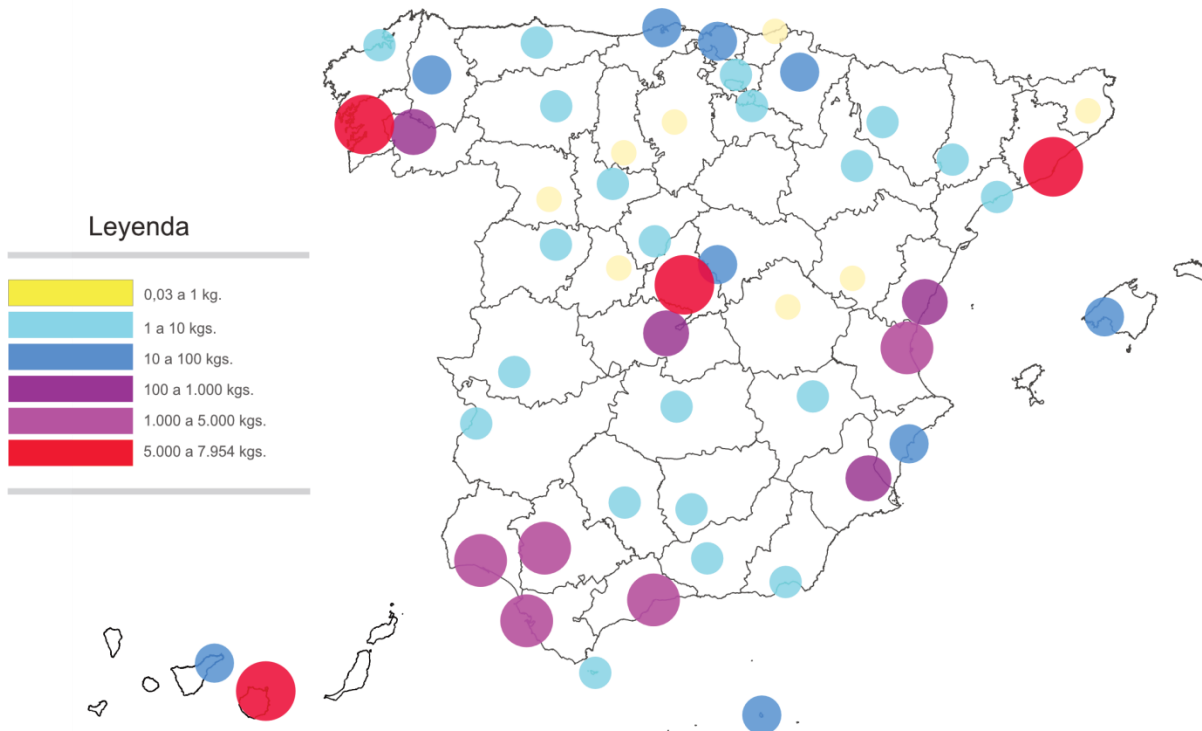 Leyenda
0,03 a 1 kg.
1 a 10 kgs.
10 a 100 kgs.
100 a 1.000 kgs.
1.000 a 5.000 kgs.
5.000 a 7.954 kgs.